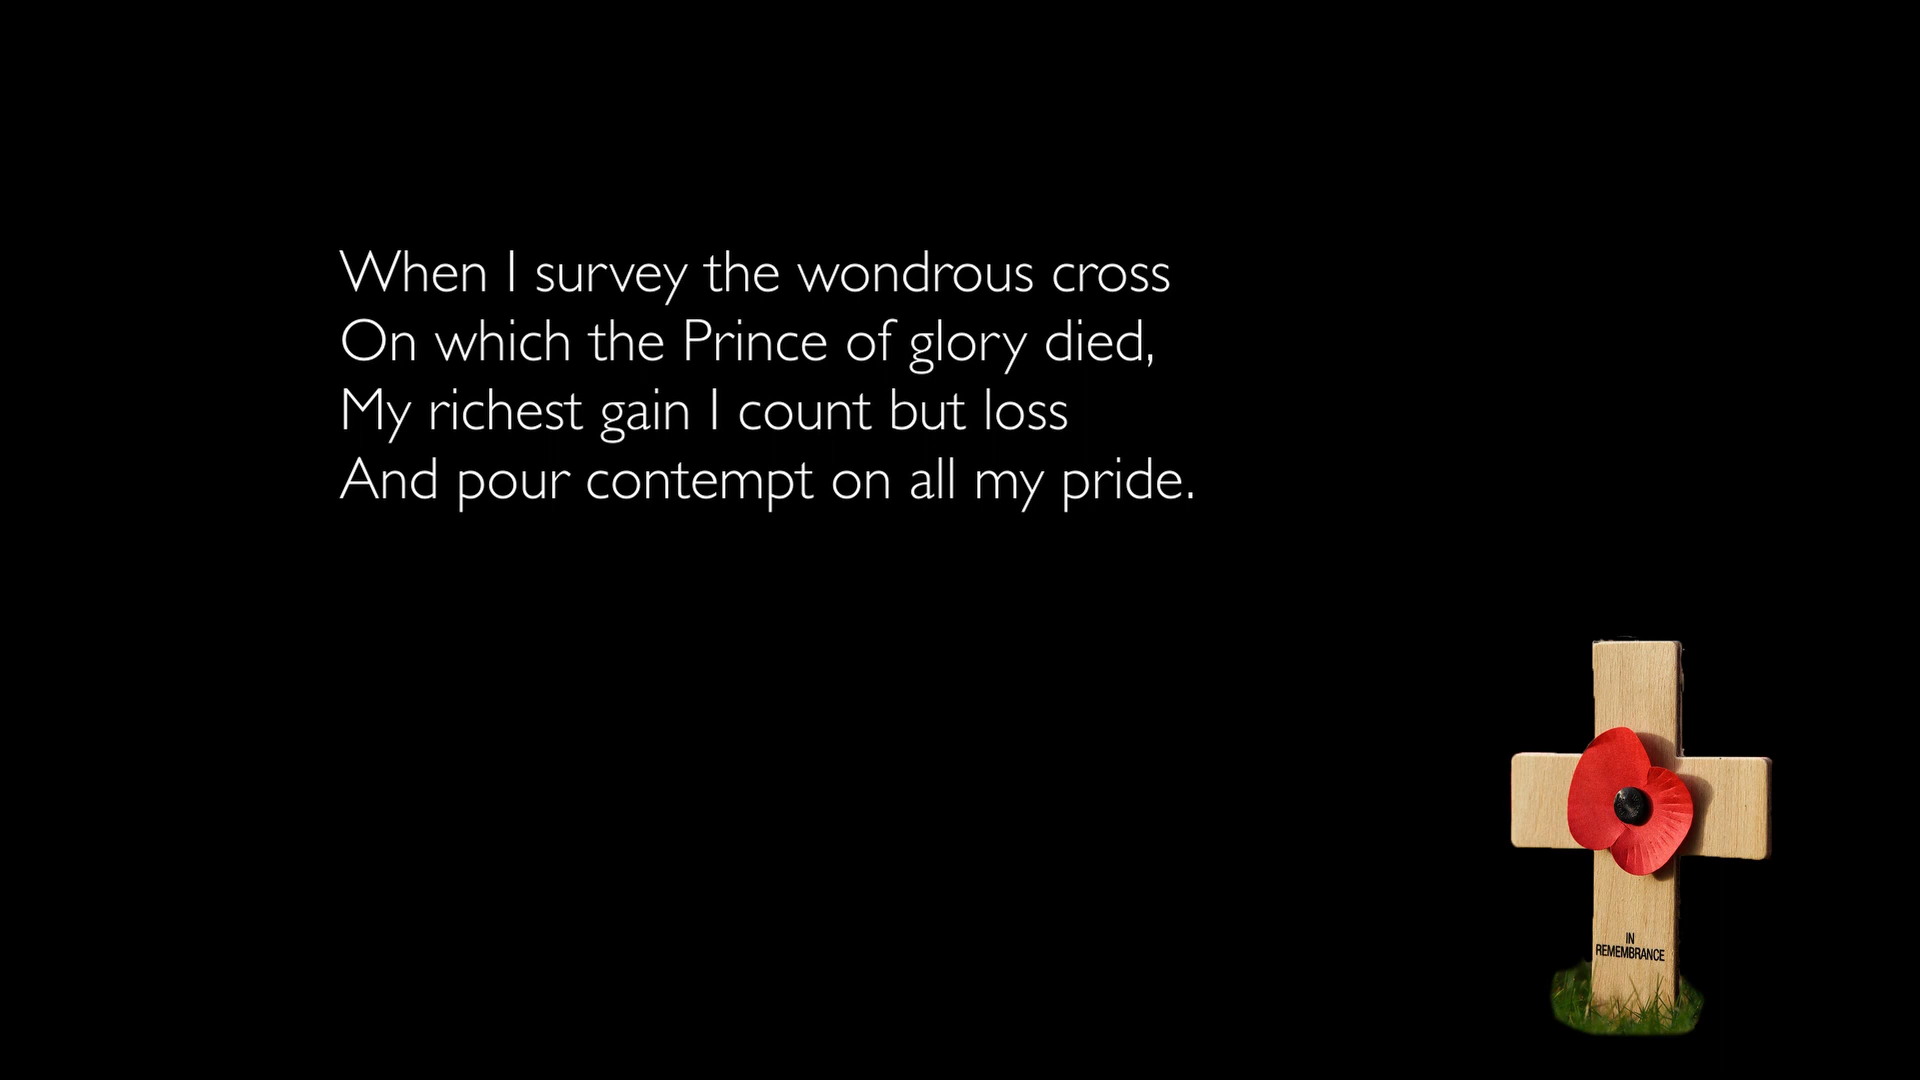 When I survey the wondrous cross
On which the Prince of glory died,
My richest gain I count but loss
And pour contempt on all my pride.
IN
REMEMBRANCE